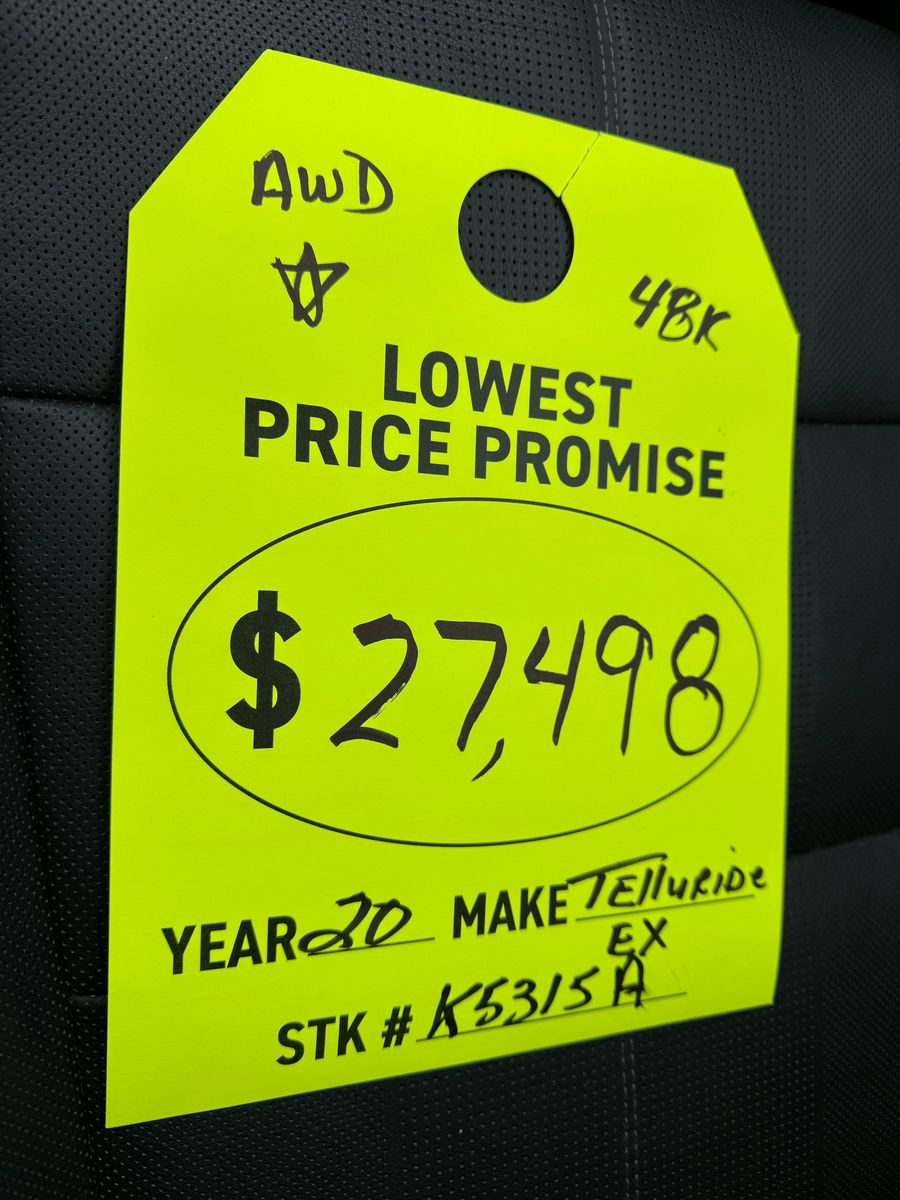 AWD
48K
LOWEST
PRICE PROMISE
$ 27,498
YEAR 20 MAKE TEllURIDe
EX
STK # K5315A